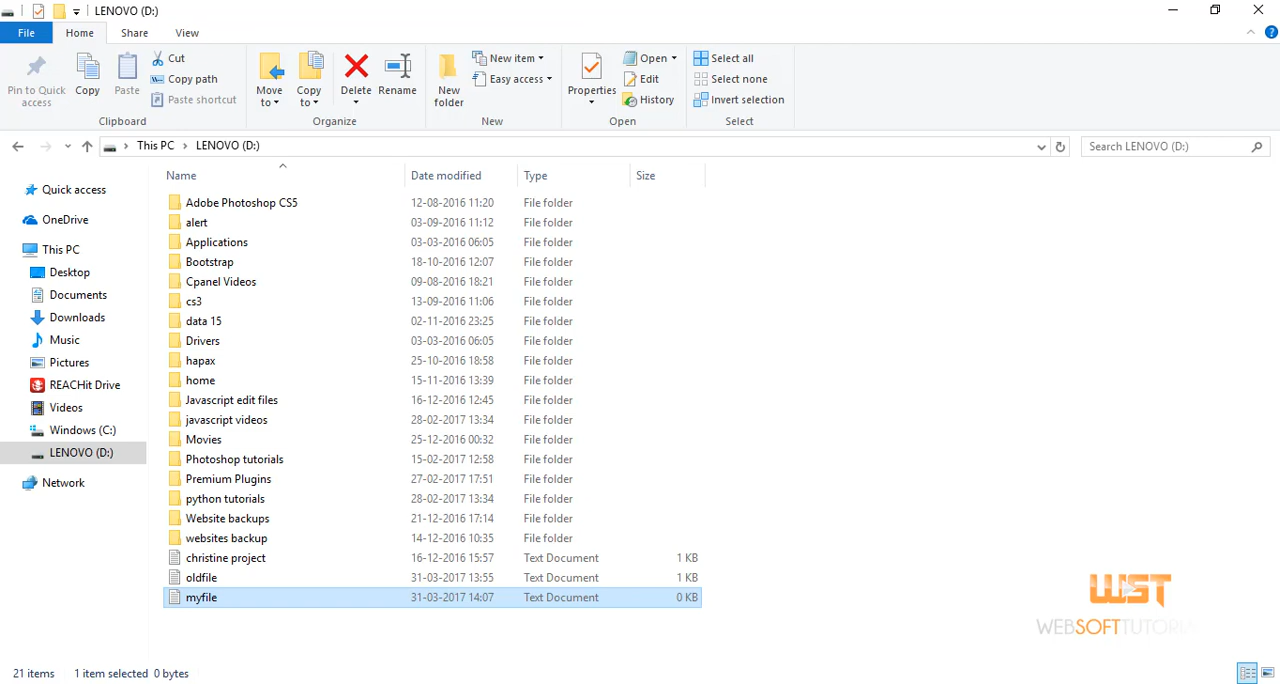 LENOVO (D:)
File Home Share View
Pin to Quick access
Copy
Paste
Cut
Copy path
Paste shortcut
Clipboard
Move to
Copy to
Delete
Rename
Organize
New folder
New item
Easy access
New
Properties
Open
Edit
History
Open
Select all
Select none
Invert selection
Select
This PC > LENOVO (D:)
Search LENOVO (D:)
Quick access
OneDrive
This PC
Desktop
Documents
Downloads
Music
Pictures
REACHit Drive
Videos
Windows (C:)
LENOVO (D:)
Network
Name Date modified Type Size
Adobe Photoshop CS5 12-08-2016 11:20 File folder
alert 03-09-2016 11:12 File folder
Applications 03-03-2016 06:05 File folder
Bootstrap 18-10-2016 12:07 File folder
Cpanel Videos 09-08-2016 18:21 File folder
cs3 13-09-2016 11:06 File folder
data 15 02-11-2016 23:25 File folder
Drivers 03-03-2016 06:05 File folder
hapax 25-10-2016 18:58 File folder
home 15-11-2016 13:39 File folder
Javascript edit files 16-12-2016 12:45 File folder
javascript videos 28-02-2017 13:34 File folder
Movies 25-12-2016 00:32 File folder
Photoshop tutorials 15-02-2017 12:58 File folder
Premium Plugins 27-02-2017 17:51 File folder
python tutorials 28-02-2017 13:34 File folder
Website backups 21-12-2016 17:14 File folder
websites backup 14-12-2016 10:35 File folder
christine project 16-12-2016 15:57 Text Document 1 KB
oldfile 31-03-2017 13:55 Text Document 1 KB
myfile 31-03-2017 14:07 Text Document 0 KB
WST
21 items 1 item selected 0 bytes